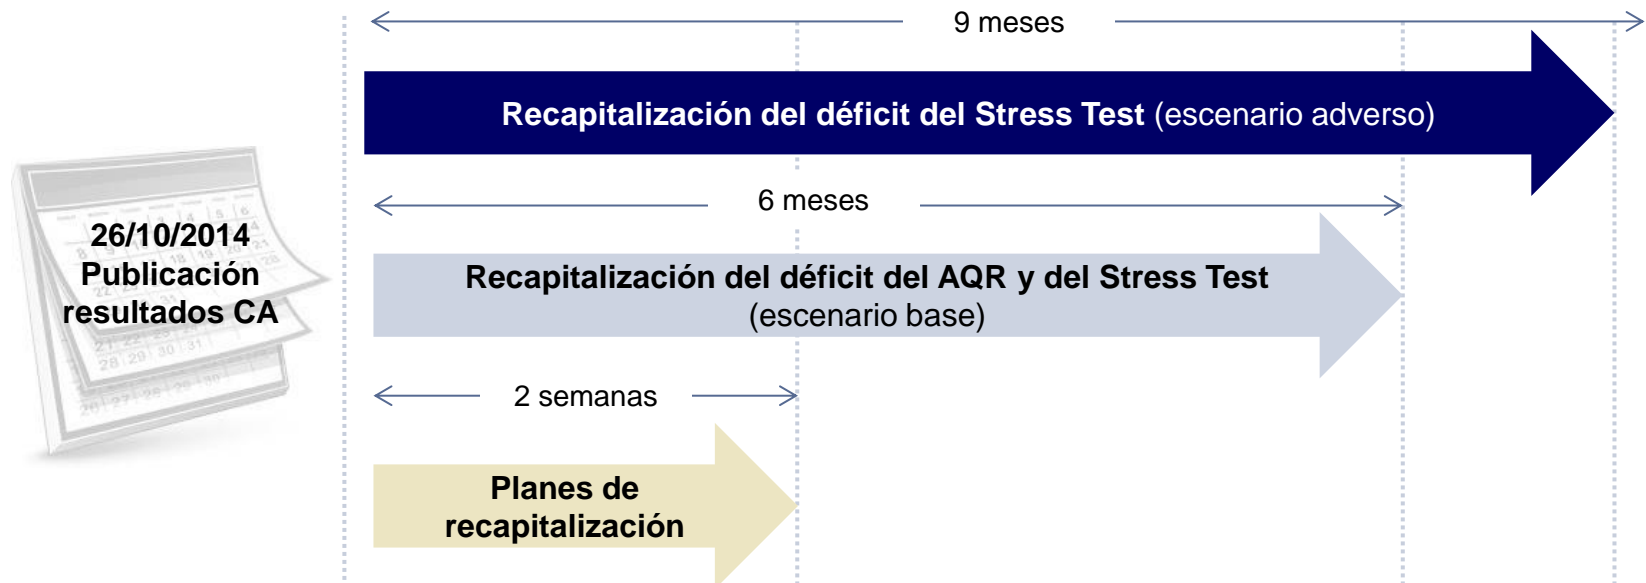 9 meses
Recapitalización del déficit del Stress Test (escenario adverso)
6 meses
26/10/2014
Publicación
resultados CA
Recapitalización del déficit del AQR y del Stress Test
(escenario base)
2 semanas
Planes de
recapitalización